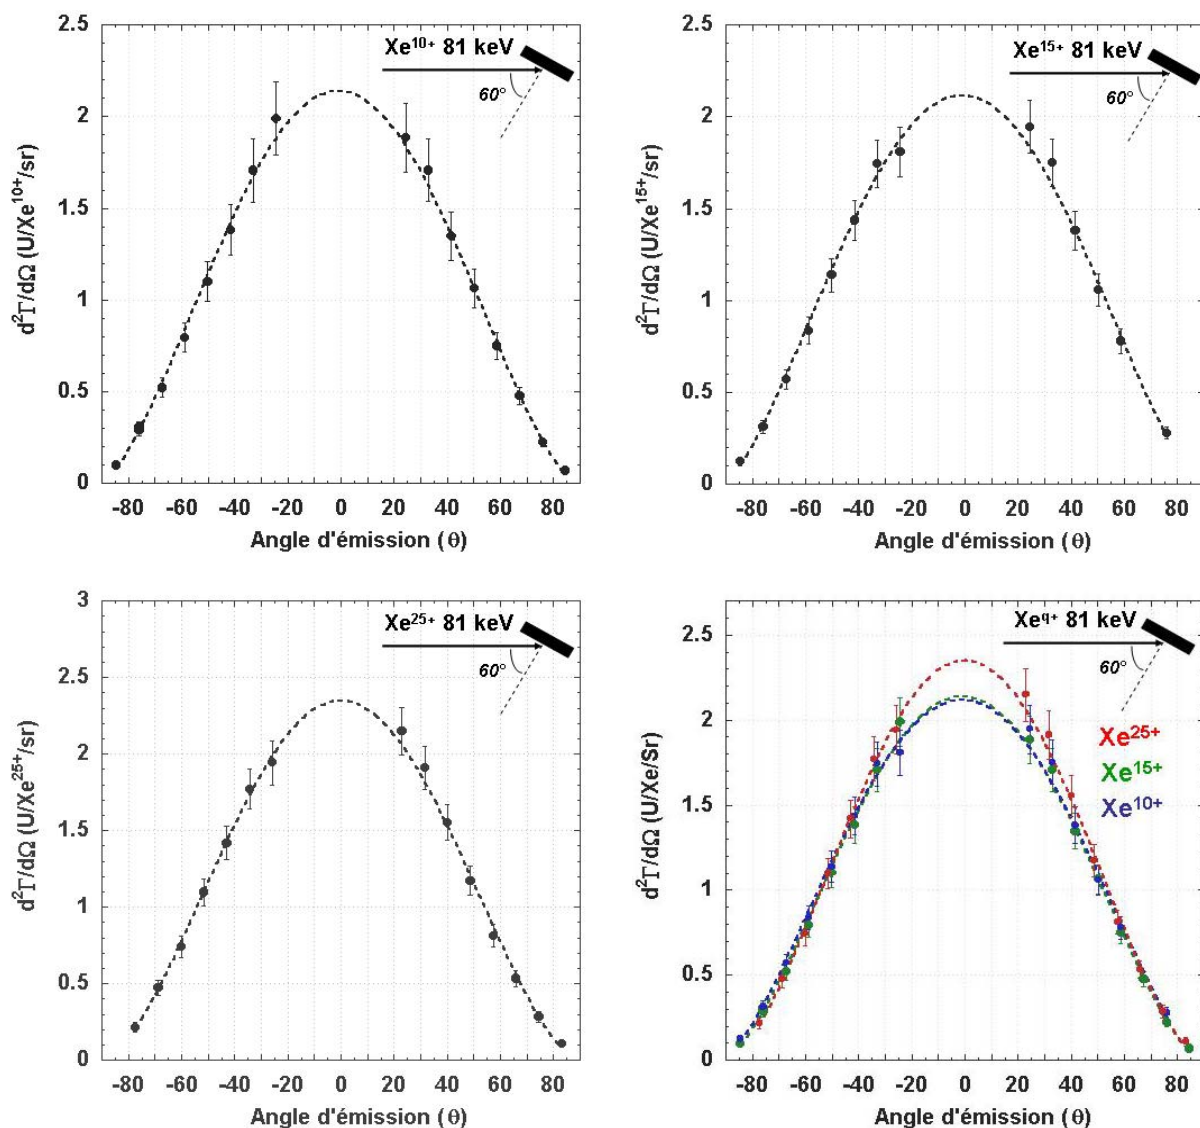 Xe10+ 81 keV
60°
d²Γ/dΩ (U/Xe10+/sr)
2.5
2
1.5
1
0.5
0
-80 -60 -40 -20 0 20 40 60 80
Angle d'émission (θ)
Xe15+ 81 keV
60°
d²Γ/dΩ (U/Xe15+/sr)
2.5
2
1.5
1
0.5
0
-80 -60 -40 -20 0 20 40 60 80
Angle d'émission (θ)
Xe25+ 81 keV
60°
d²Γ/dΩ (U/Xe25+/sr)
3
2.5
2
1.5
1
0.5
0
-80 -60 -40 -20 0 20 40 60 80
Angle d'émission (θ)
Xeq+ 81 keV
60°
Xe25+
Xe15+
Xe10+
d²Γ/dΩ (U/Xe/Sr)
2.5
2
1.5
1
0.5
0
-80 -60 -40 -20 0 20 40 60 80
Angle d'émission (θ)